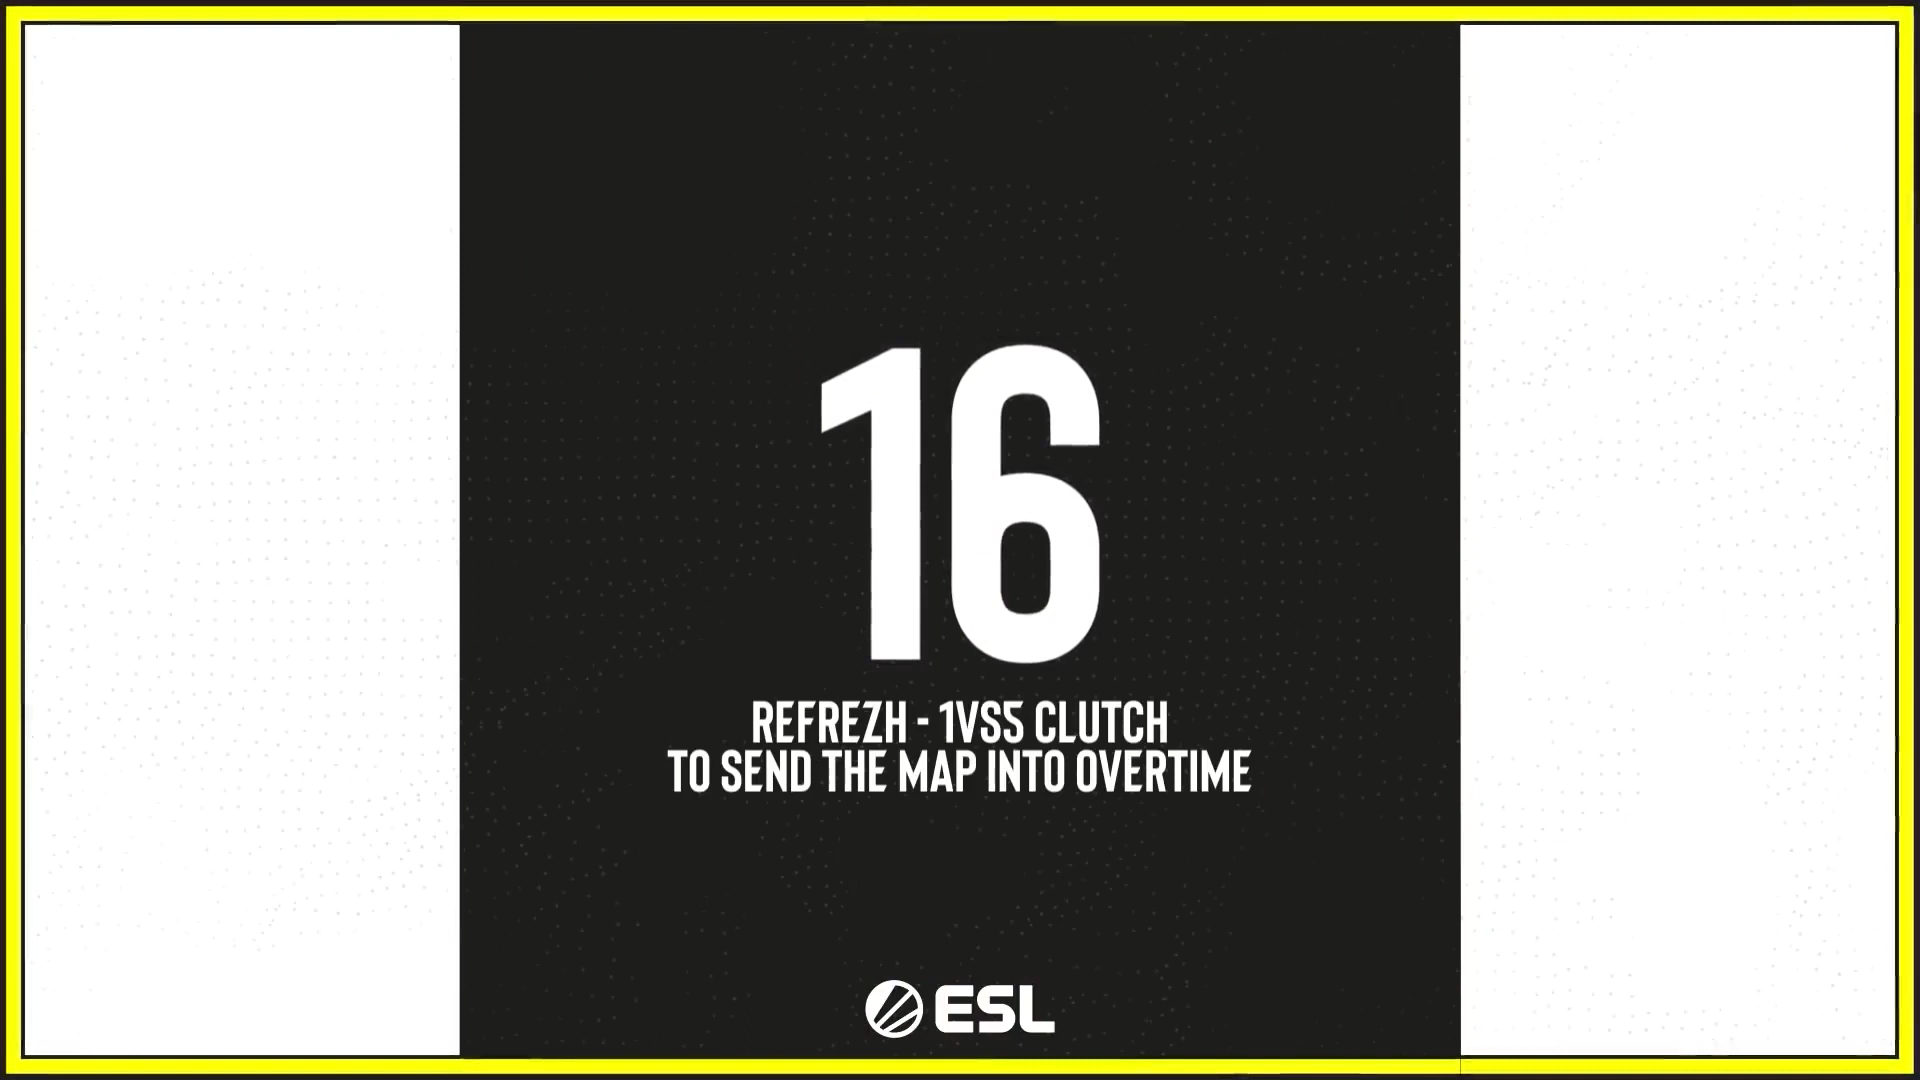 16
REFREZH - 1VS5 CLUTCH
TO SEND THE MAP INTO OVERTIME
ESL